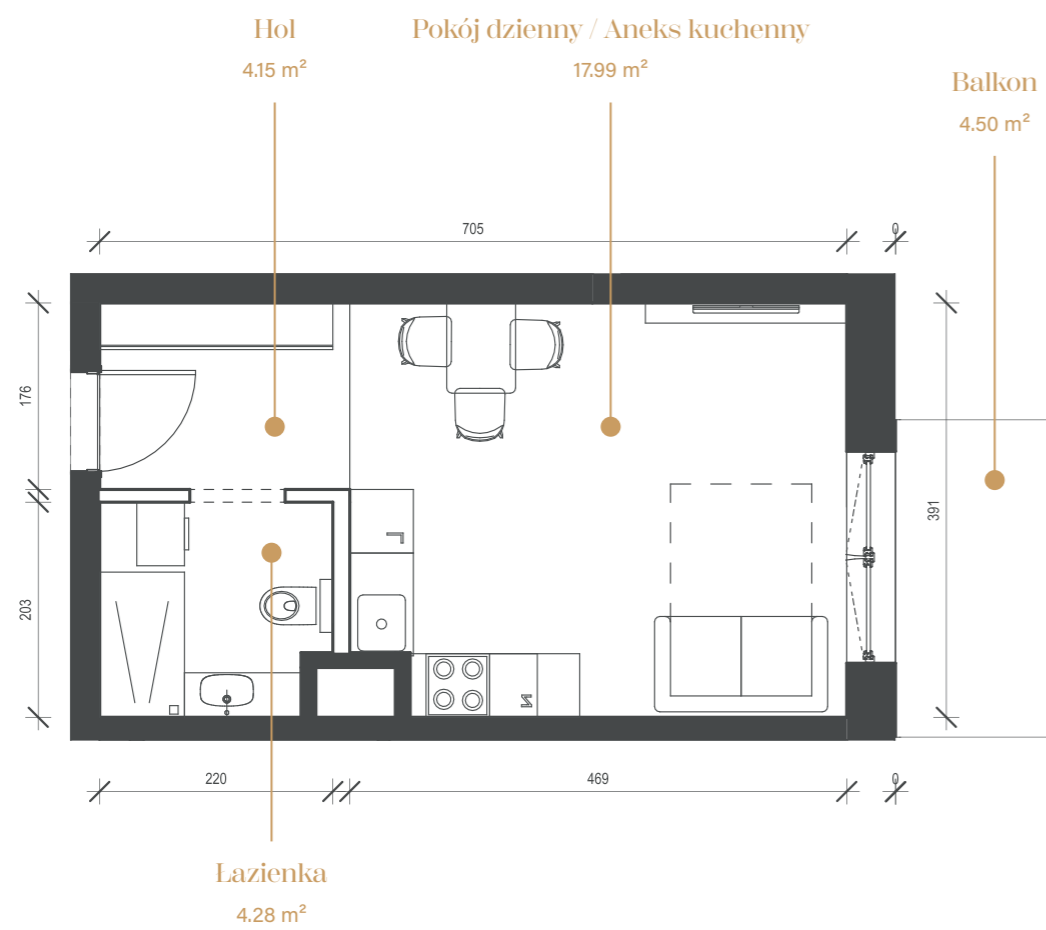 Hol
4.15 m²
Pokój dzienny / Aneks kuchenny
17.99 m²
Balkon
4.50 m²
705
0
176
203
391
L
Z
220
469
0
Łazienka
4.28 m²